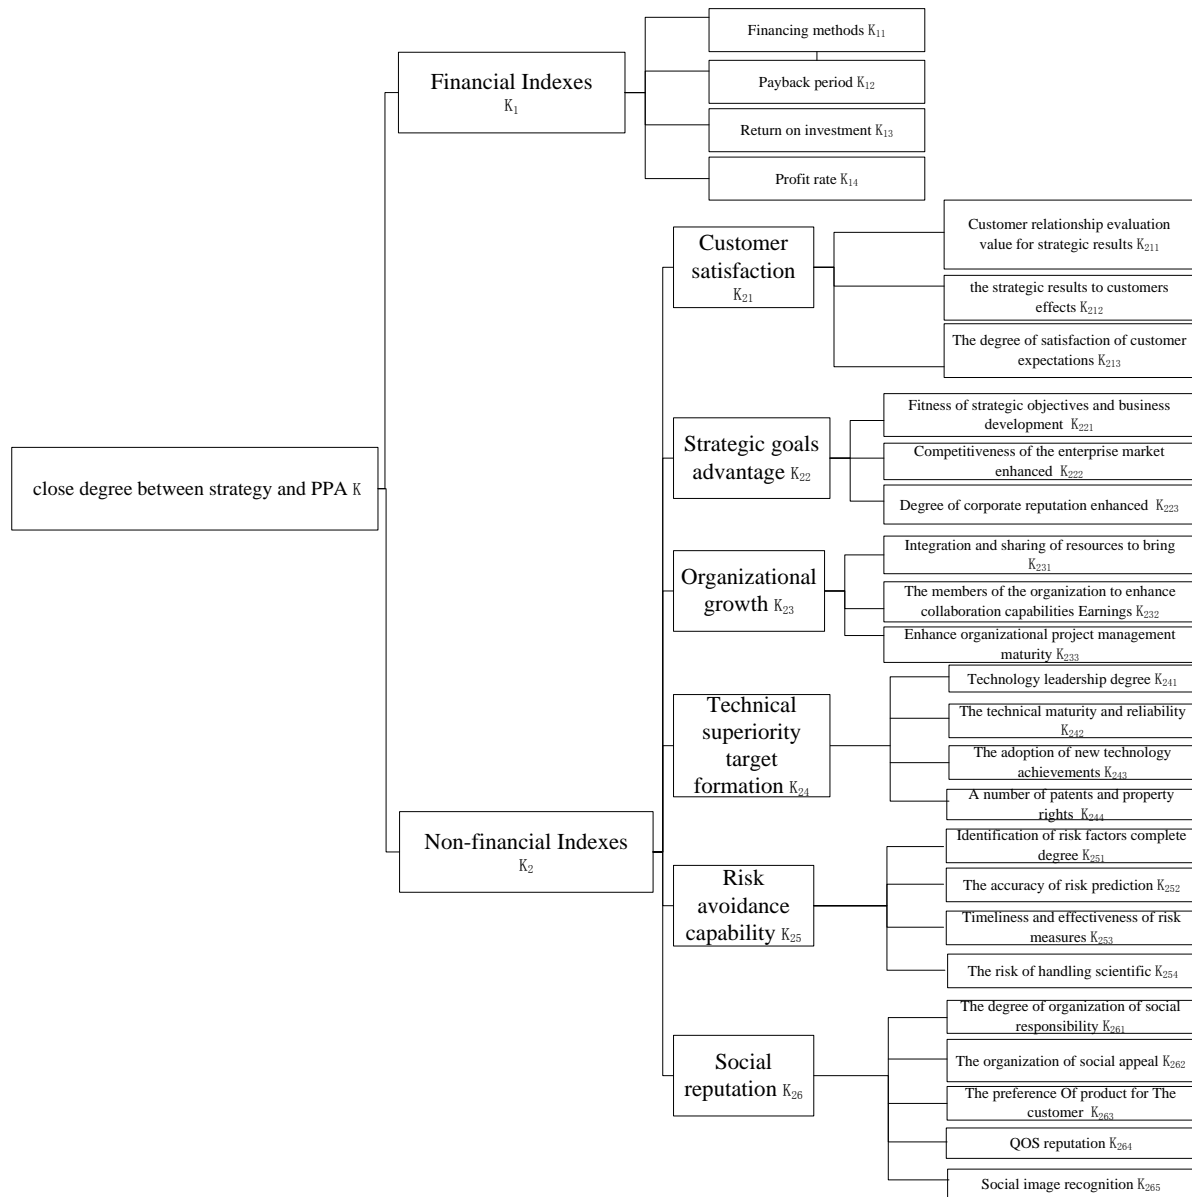 Financing methods K₁₁
Financial Indexes
K₁
Payback period K₁₂
Return on investment K₁₃
Profit rate K₁₄
Customer
satisfaction
K₂₁
Customer relationship evaluation
value for strategic results K₂₁₁
the strategic results to customers
effects K₂₁₂
The degree of satisfaction of customer
expectations K₂₁₃
close degree between strategy and PPA K
Strategic goals
advantage K₂₂
Fitness of strategic objectives and business
development K₂₂₁
Competitiveness of the enterprise market
enhanced K₂₂₂
Degree of corporate reputation enhanced K₂₂₃
Organizational
growth K₂₃
Integration and sharing of resources to bring
K₂₃₁
The members of the organization to enhance
collaboration capabilities Earnings K₂₃₂
Enhance organizational project management
maturity K₂₃₃
Technical
superiority
target
formation K₂₄
Technology leadership degree K₂₄₁
The technical maturity and reliability
K₂₄₂
The adoption of new technology
achievements K₂₄₃
A number of patents and property
rights K₂₄₄
Non-financial Indexes
K₂
Risk
avoidance
capability K₂₅
Identification of risk factors complete
degree K₂₅₁
The accuracy of risk prediction K₂₅₂
Timeliness and effectiveness of risk
measures K₂₅₃
The risk of handling scientific K₂₅₄
Social
reputation K₂₆
The degree of organization of social
responsibility K₂₆₁
The organization of social appeal K₂₆₂
The preference Of product for The
customer K₂₆₃
QOS reputation K₂₆₄
Social image recognition K₂₆₅